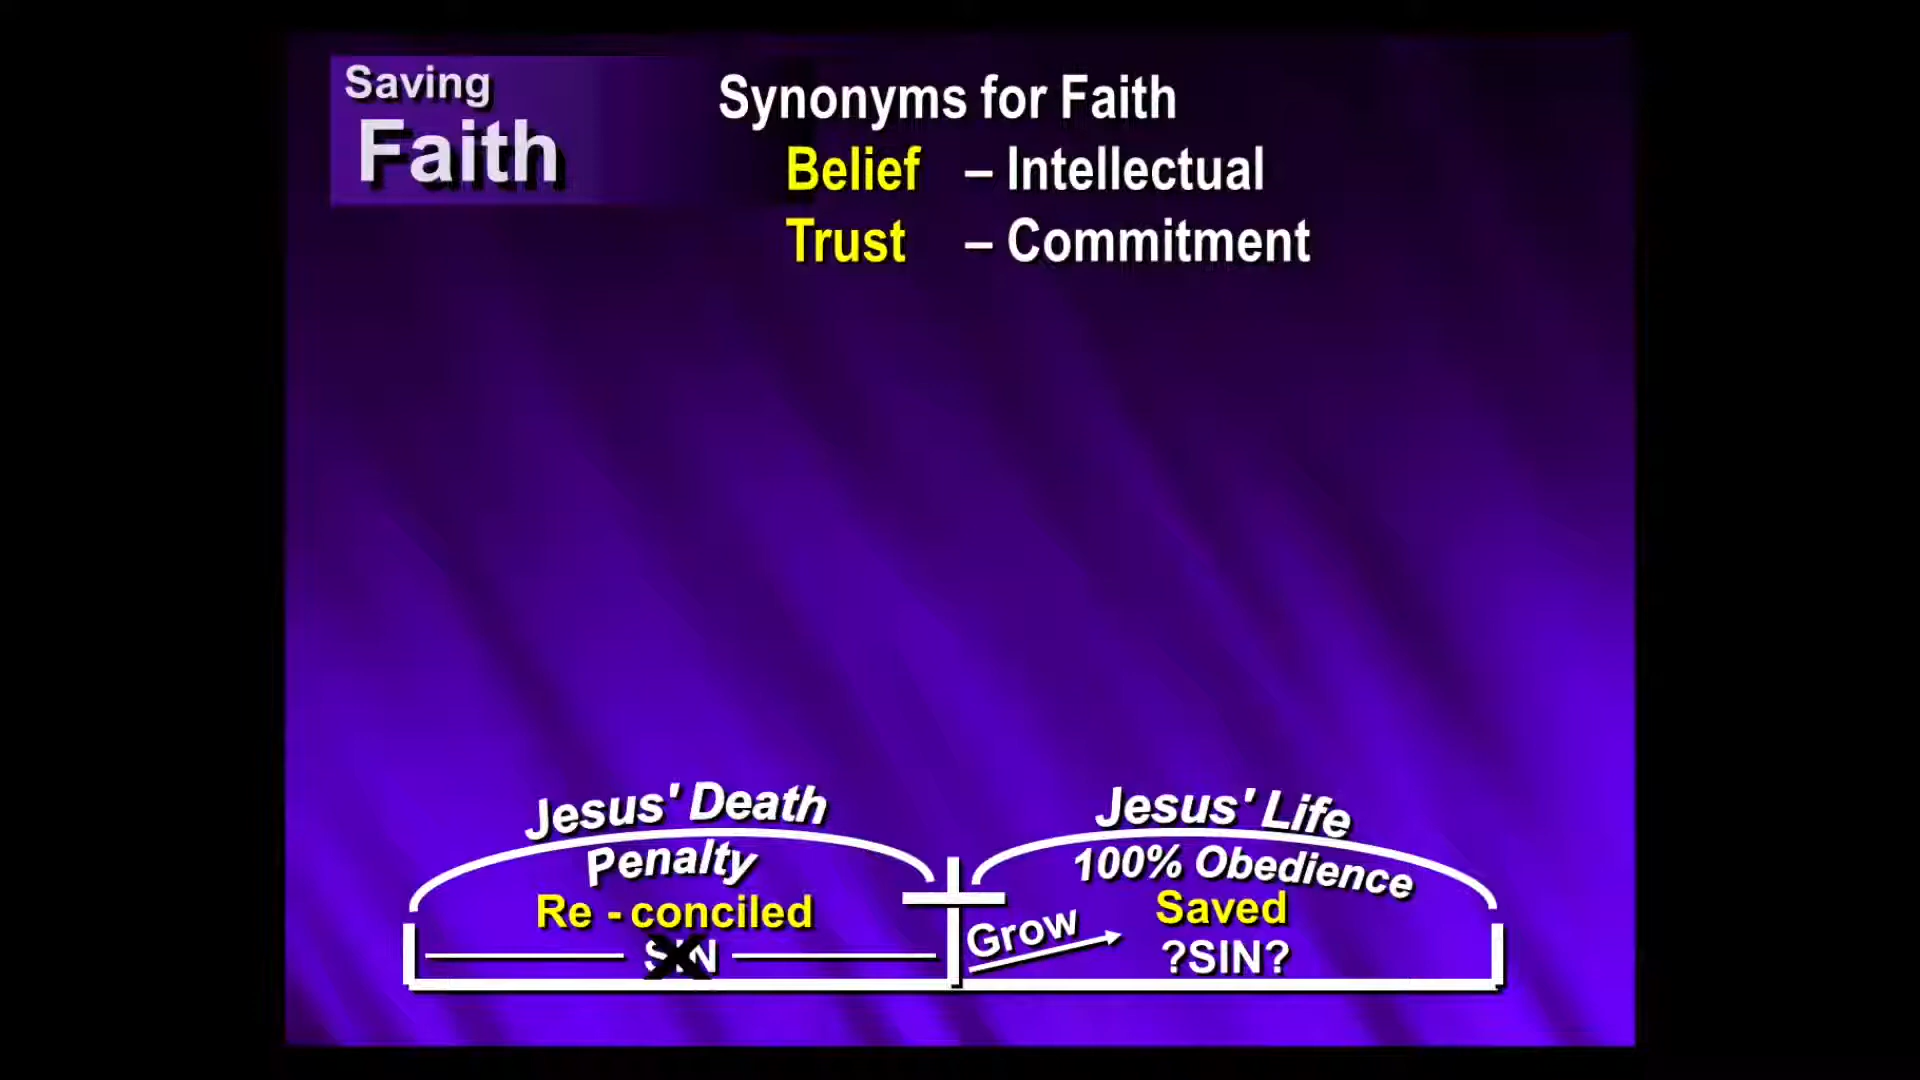 Saving
Faith
Synonyms for Faith
Belief – Intellectual
Trust – Commitment
Jesus' Death
Penalty
Re - conciled
SIN
Jesus' Life
100% Obedience
Saved
Grow
?SIN?